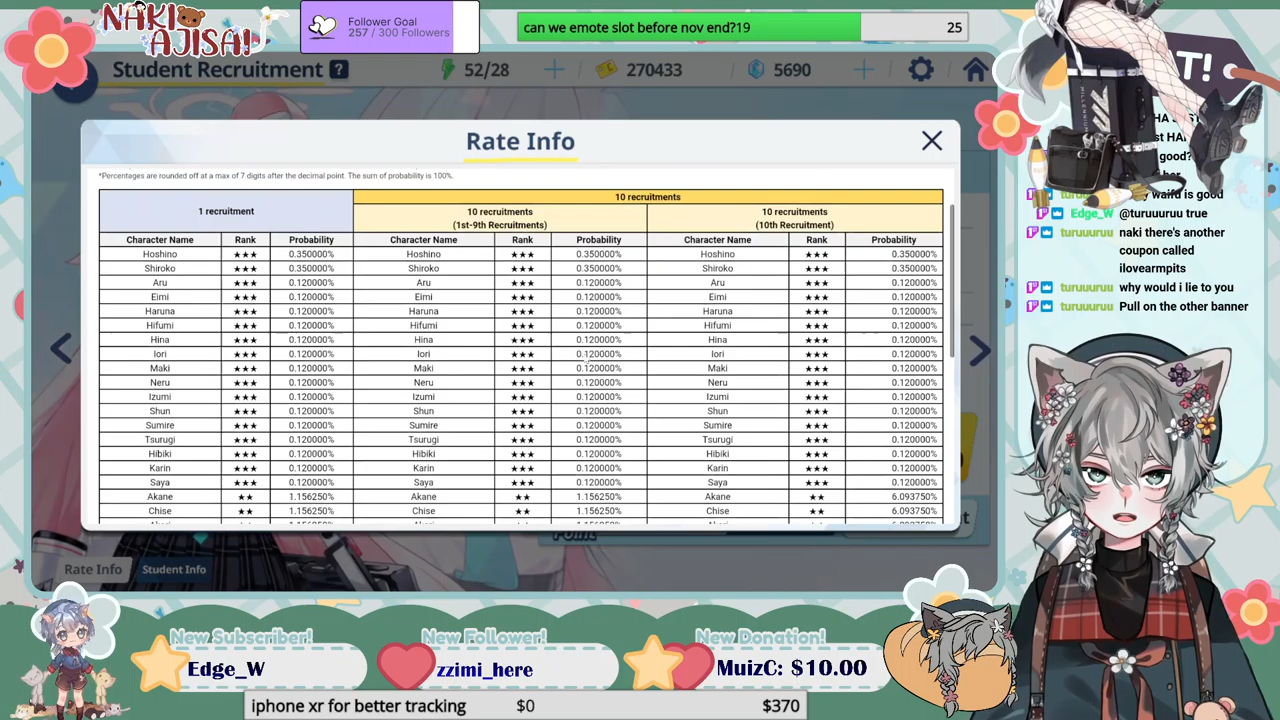 NAKI
AJISA!
Follower Goal
257 / 300 Followers
can we emote slot before nov end?19
25
Student Recruitment ?
52/28
270433
5690
T!
Rate Info
*Percenteges are rounded off at a max of 7 digits after the decimal point. The sum of probability is 100%.
1 recruitment
10 recruitments
10 recruitments
(1st-9th Recruitments)
10 recruitments
(10th Recruitment)
Character Name Rank Probability Character Name Rank Probability Character Name Rank Probability
Hoshino ★★★ 0.350000% Hoshino ★★★ 0.350000% Hoshino ★★★ 0.350000%
Shiroko ★★★ 0.350000% Shiroko ★★★ 0.350000% Shiroko ★★★ 0.350000%
Aru ★★★ 0.120000% Aru ★★★ 0.120000% Aru ★★★ 0.120000%
Eimi ★★★ 0.120000% Eimi ★★★ 0.120000% Eimi ★★★ 0.120000%
Haruna ★★★ 0.120000% Haruna ★★★ 0.120000% Haruna ★★★ 0.120000%
Hifumi ★★★ 0.120000% Hifumi ★★★ 0.120000% Hifumi ★★★ 0.120000%
Hina ★★★ 0.120000% Hina ★★★ 0.120000% Hina ★★★ 0.120000%
Iori ★★★ 0.120000% Iori ★★★ 0.120000% Iori ★★★ 0.120000%
Maki ★★★ 0.120000% Maki ★★★ 0.120000% Maki ★★★ 0.120000%
Neru ★★★ 0.120000% Neru ★★★ 0.120000% Neru ★★★ 0.120000%
Izumi ★★★ 0.120000% Izumi ★★★ 0.120000% Izumi ★★★ 0.120000%
Shun ★★★ 0.120000% Shun ★★★ 0.120000% Shun ★★★ 0.120000%
Sumire ★★★ 0.120000% Sumire ★★★ 0.120000% Sumire ★★★ 0.120000%
Tsurugi ★★★ 0.120000% Tsurugi ★★★ 0.120000% Tsurugi ★★★ 0.120000%
Hibiki ★★★ 0.120000% Hibiki ★★★ 0.120000% Hibiki ★★★ 0.120000%
Karin ★★★ 0.120000% Karin ★★★ 0.120000% Karin ★★★ 0.120000%
Saya ★★★ 0.120000% Saya ★★★ 0.120000% Saya ★★★ 0.120000%
Akane ★★ 1.156250% Akane ★★ 1.156250% Akane ★★ 6.093750%
Chise ★★ 1.156250% Chise ★★ 1.156250% Chise ★★ 6.093750%
Point
Rate Info
Student Info
MILLENNIUM
good?
is good
Edge_W @turuuuruu true
turuuuruu naki there's another
coupon called
ilovearmpits
turuuuruu why would i lie to you
turuuuruu Pull on the other banner
New Subscriber!
Edge_W
New Follower!
zzimi_here
New Donation!
MuizC: $10.00
iphone xr for better tracking $0 $370